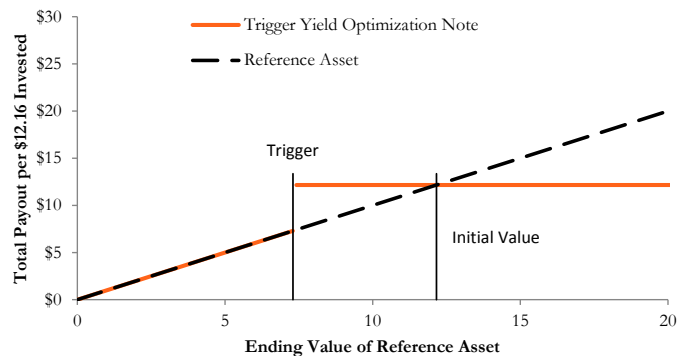 Total Payout per $12.16 Invested
$30
$25
$20
$15
$10
$5
$0
Trigger Yield Optimization Note
Reference Asset
Trigger
Initial Value
0
5
10
15
20
Ending Value of Reference Asset